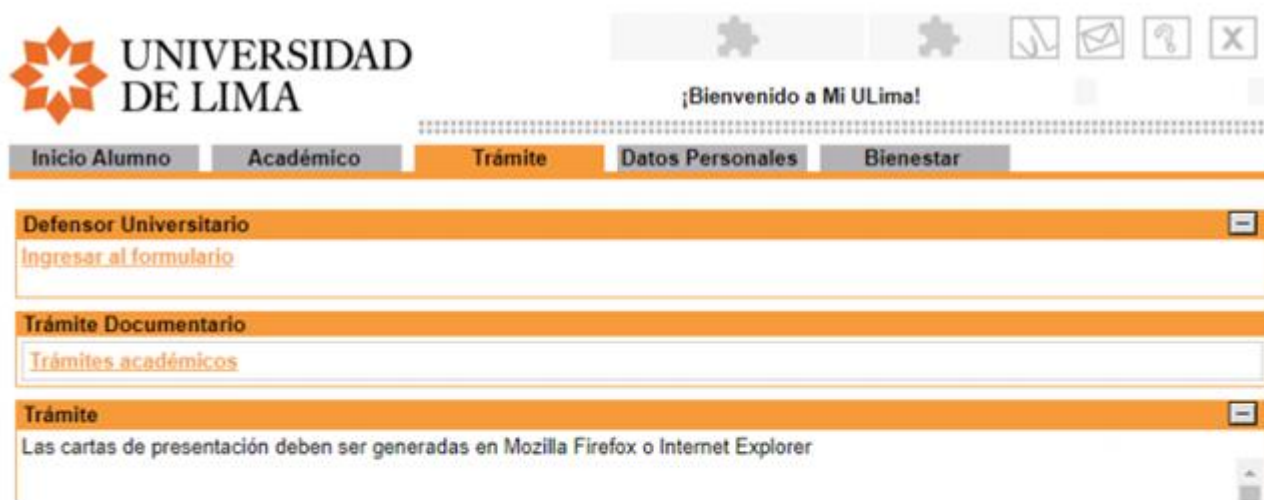 UNIVERSIDAD
DE LIMA
¡Bienvenido a Mi ULima!
Inicio Alumno Académico Trámite Datos Personales Bienestar
Defensor Universitario
Ingresar al formulario
Trámite Documentario
Trámites académicos
Trámite
Las cartas de presentación deben ser generadas en Mozilla Firefox o Internet Explorer